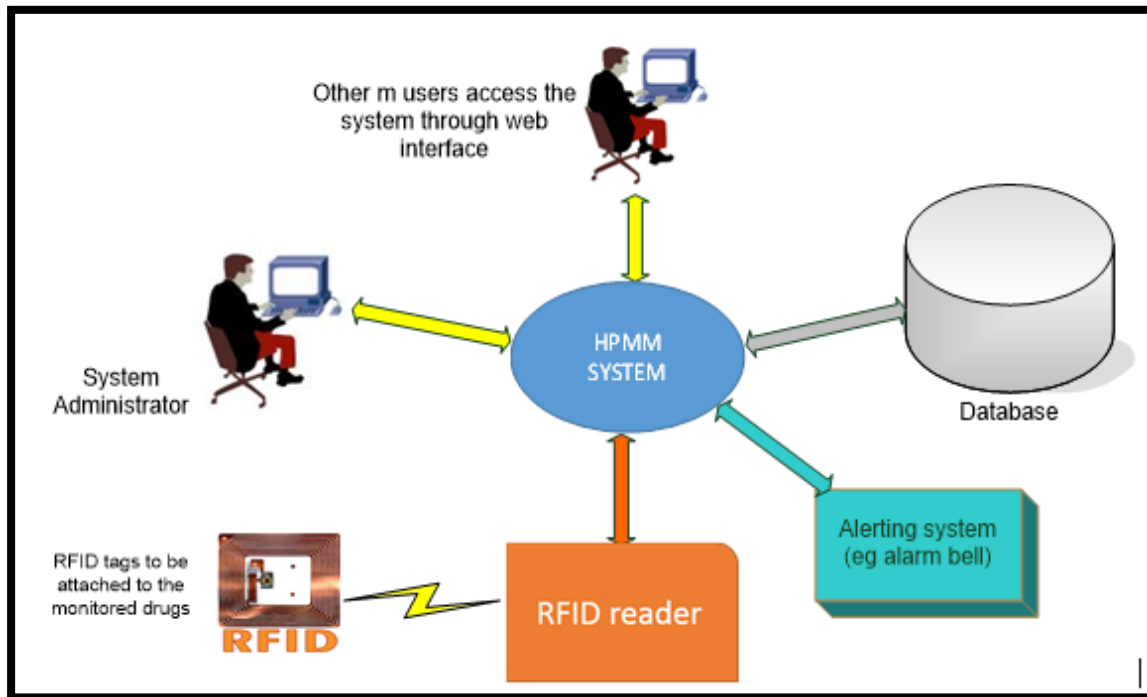 Other m users access the
system through web
interface
System
Administrator
HPMM
SYSTEM
Database
Alerting system
(eg alarm bell)
RFID tags to be
attached to the
monitored drugs
RFID
RFID reader